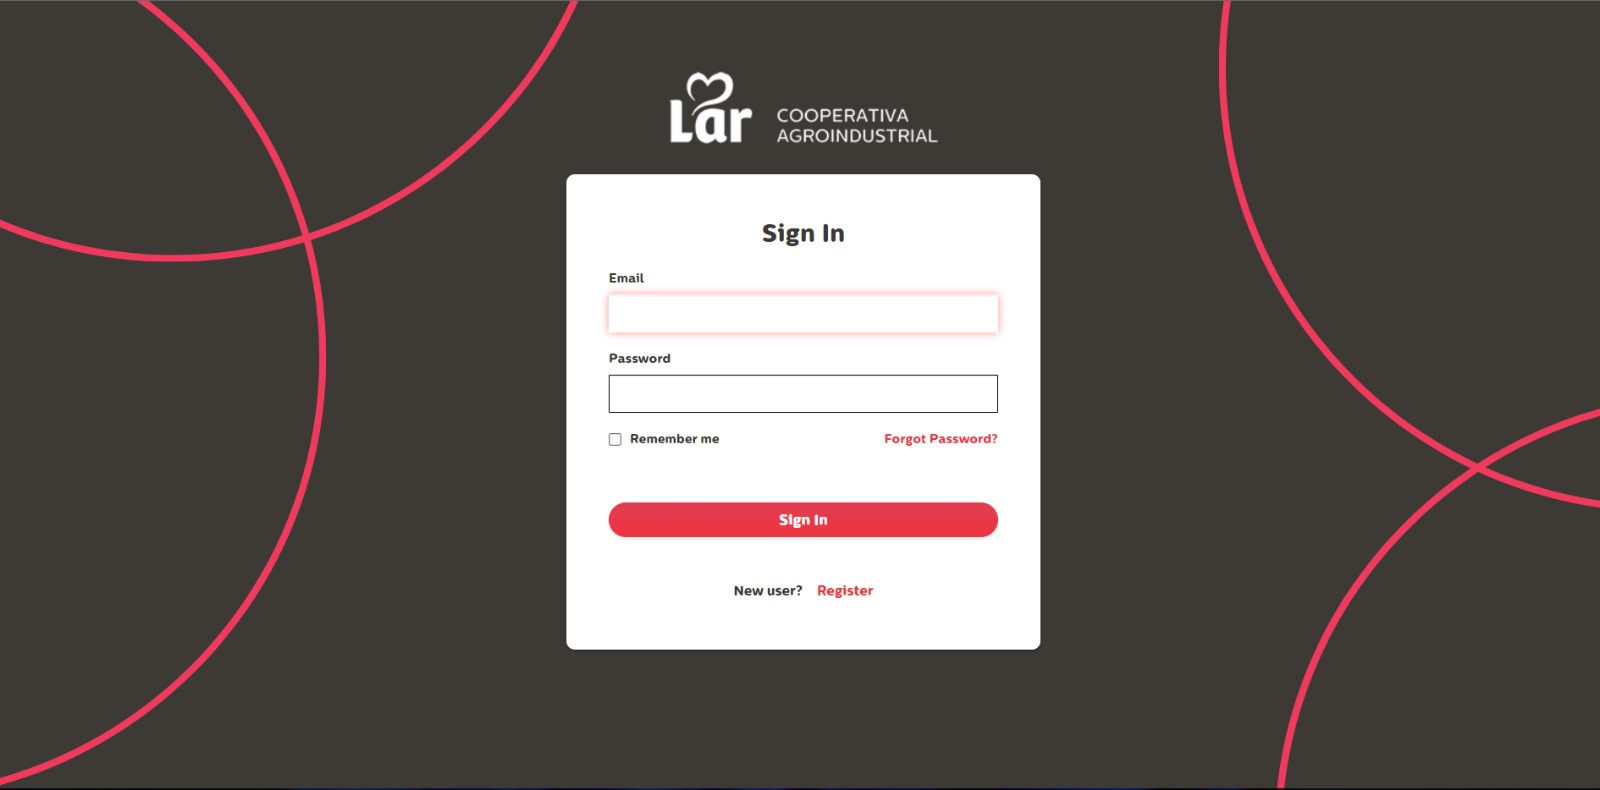 Lar
COOPERATIVA
AGROINDUSTRIAL
Sign In
Email
Password
Remember me
Forgot Password?
Sign In
New user? Register